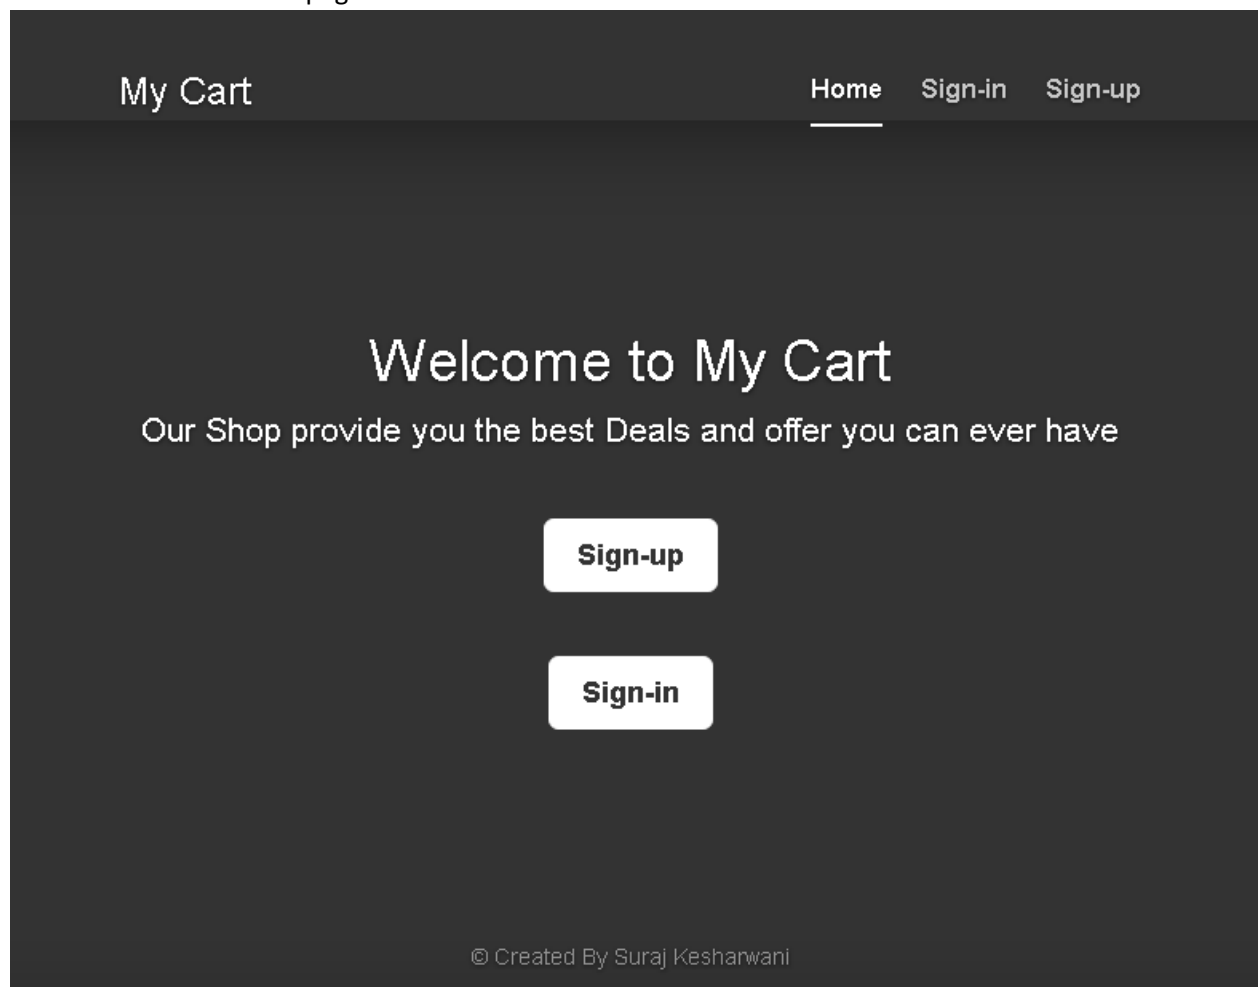 My Cart
Home Sign-in Sign-up
Welcome to My Cart
Our Shop provide you the best Deals and offer you can ever have
Sign-up
Sign-in
© Created By Suraj Kesharwani